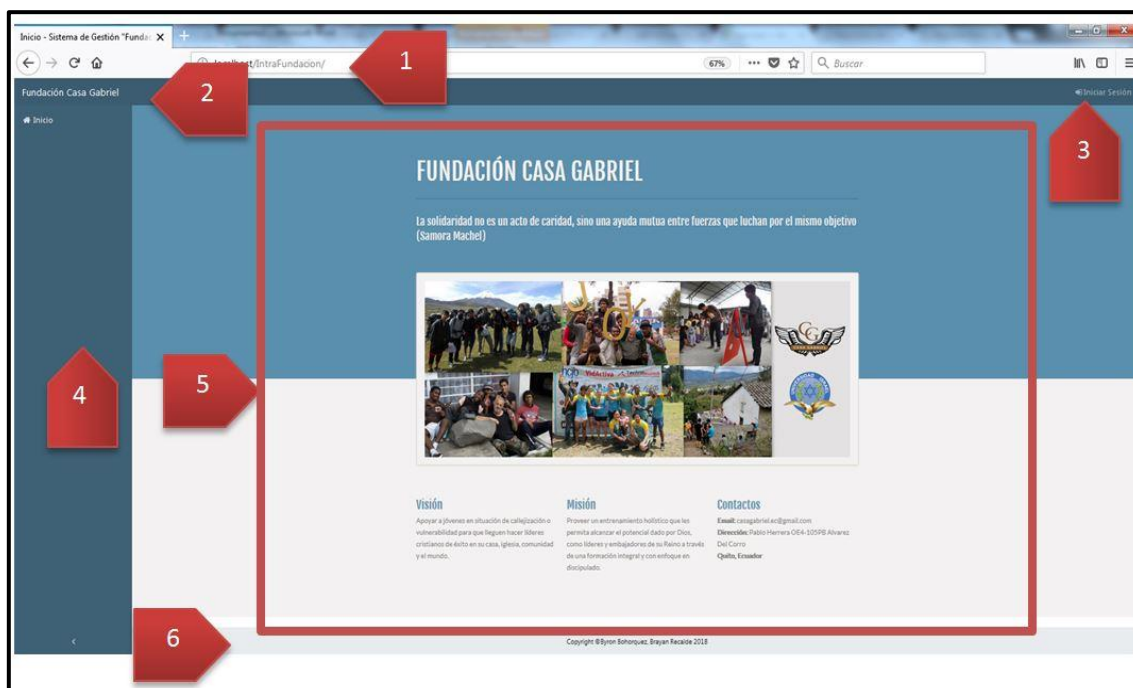 Inicio - Sistema de Gestión "Fundac
1
/IntraFundacion/
67%
Buscar
Fundación Casa Gabriel
2
Iniciar Sesión
3
Inicio
FUNDACIÓN CASA GABRIEL
La solidaridad no es un acto de caridad, sino una ayuda mutua entre fuerzas que luchan por el mismo objetivo
(Samora Machel)
JOY
CG
CASA GABRIEL
VidActiva
4
5
Visión
Apoyar a jóvenes en situación de callejización o
vulnerabilidad para que lleguen hacer líderes
cristianos de éxito en su casa, iglesia, comunidad
y el mundo.
Misión
Proveer un entrenamiento holístico que les
permita alcanzar el potencial dado por Dios,
como líderes y embajadores de su Reino a través
de una formación integral y con enfoque en
discipulado.
Contactos
Email: casagabriel.ec@gmail.com
Dirección: Pablo Herrera OE4-105PB Alvarez
Del Corro
Quito, Ecuador
6
Copyright ©Byron Bohorquez, Brayan Recalde 2018